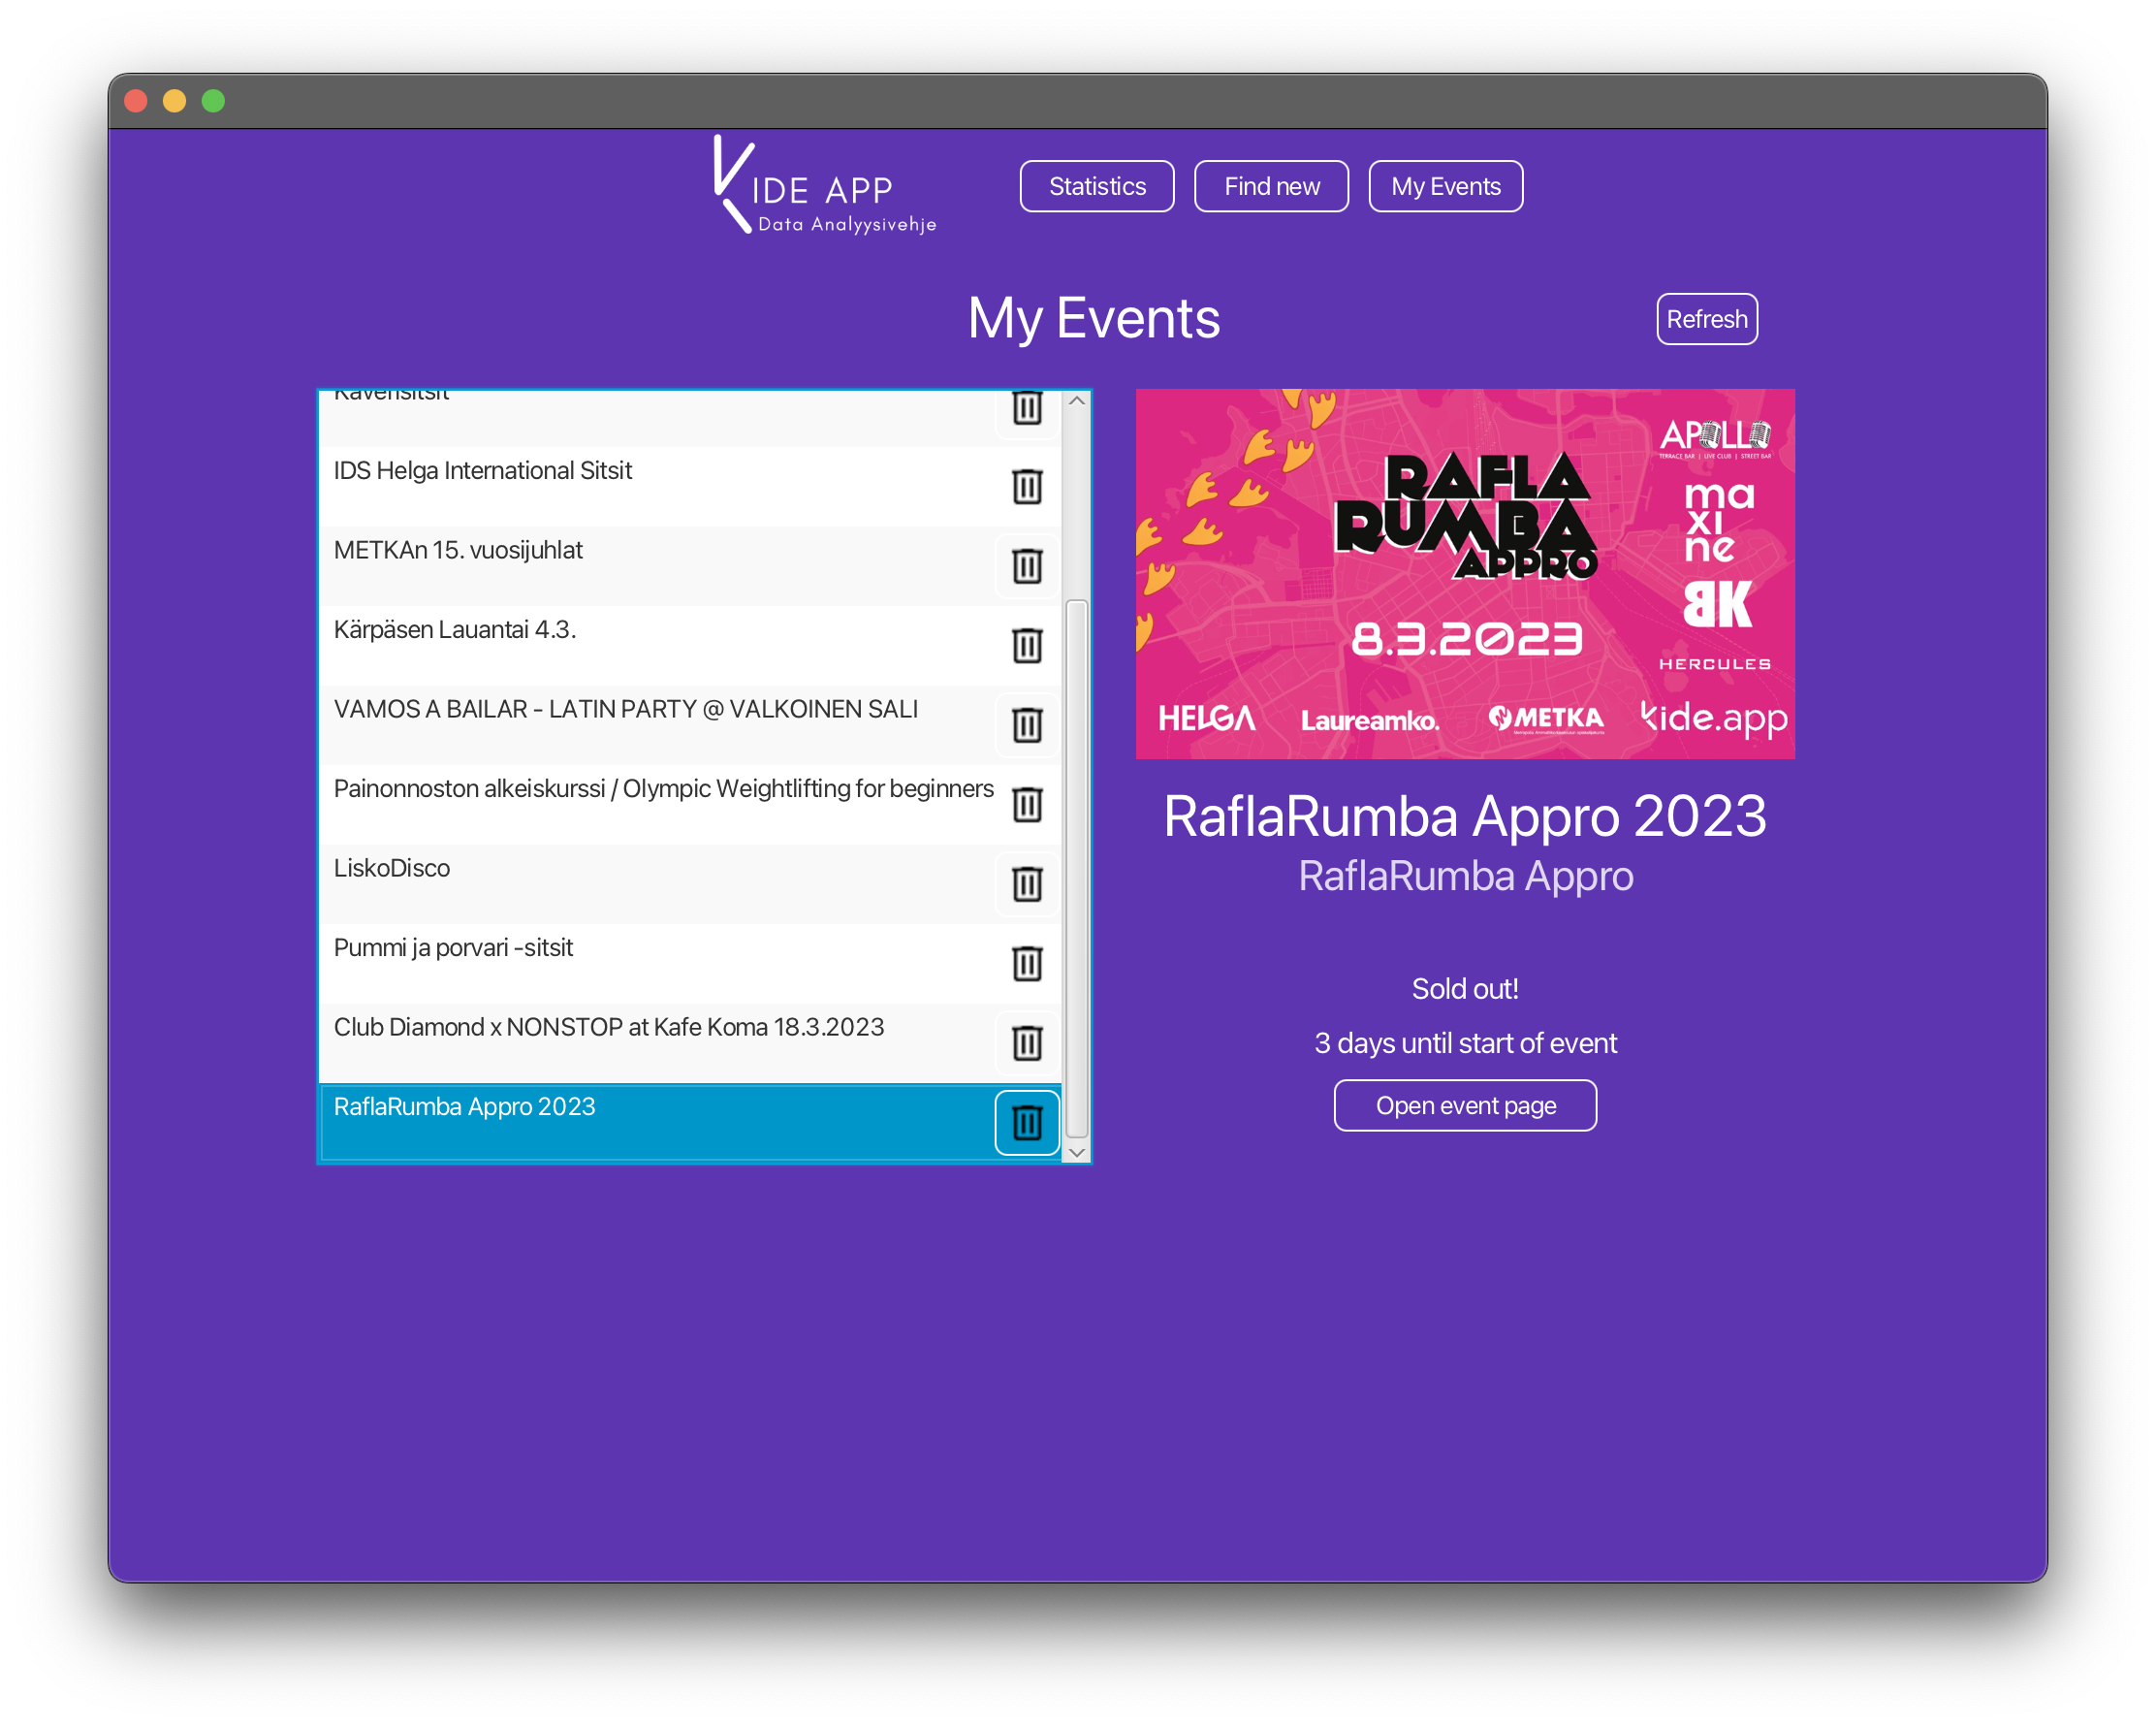 KIDE APP
Data Analyysivehje
Statistics
Find new
My Events
My Events
Refresh
IDS Helga International Sitsit
METKAn 15. vuosijuhlat
Kärpäsen Lauantai 4.3.
VAMOS A BAILAR - LATIN PARTY @ VALKOINEN SALI
Painonnoston alkeiskurssi / Olympic Weightlifting for beginners
LiskoDisco
Pummi ja porvari -sitsit
Club Diamond x NONSTOP at Kafe Koma 18.3.2023
RaflaRumba Appro 2023
APOLLO
TERRACE BAR | LIVE CLUB | STREET BAR
RAFLA
RUMBA
APPRO
ma
xi
ne
BK
8.3.2023
HERCULES
HELGA
Laureamko.
METKA
kide.app
RaflaRumba Appro 2023
RaflaRumba Appro
Sold out!
3 days until start of event
Open event page